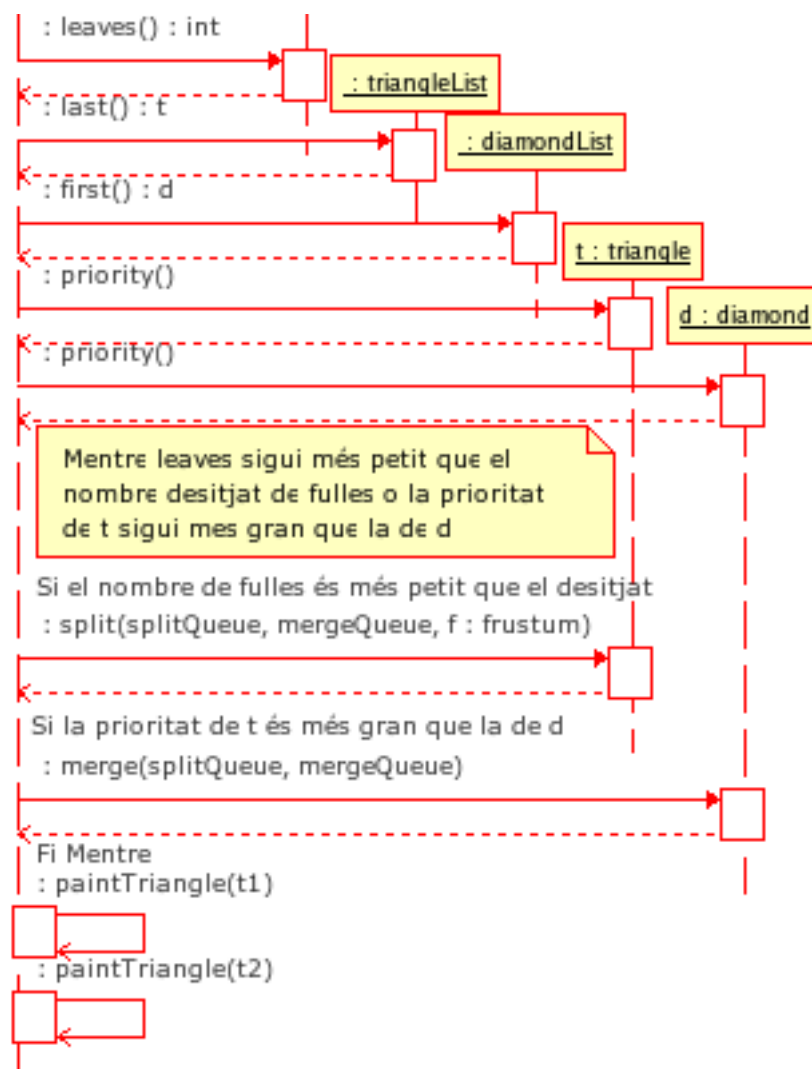 : leaves() : int
: triangleList
: last() : t
: diamondList
: first() : d
t : triangle
: priority()
d : diamond
: priority()
Mentre leaves sigui més petit que el
nombre desitjat de fulles o la prioritat
de t sigui mes gran que la de d
Si el nombre de fulles és més petit que el desitjat
: split(splitQueue, mergeQueue, f : frustum)
Si la prioritat de t és més gran que la de d
: merge(splitQueue, mergeQueue)
Fi Mentre
: paintTriangle(t1)
: paintTriangle(t2)